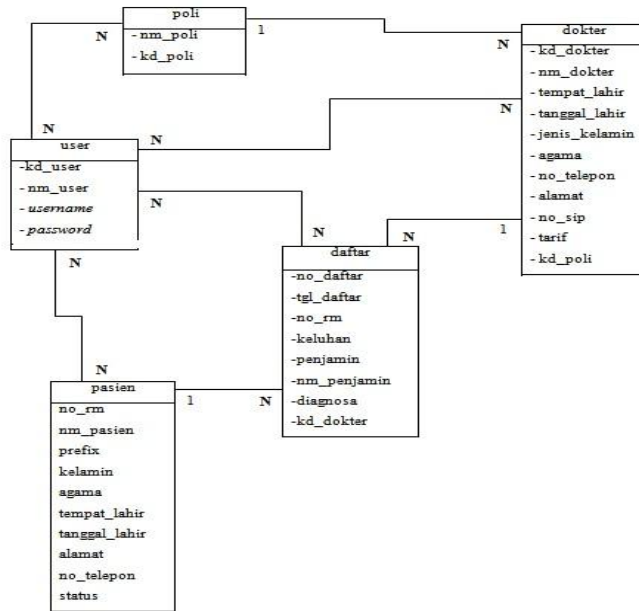 poli
- nm_poli
- kd_poli
N
1
N
dokter
- kd_dokter
- nm_dokter
- tempat_lahir
- tanggal_lahir
- jenis_kelamin
- agama
- no_telepon
- alamat
- no_sip
- tarif
- kd_poli
N
N
N
user
-kd_user
- nm_user
- username
- password
N
N
N
1
N
daftar
-no_daftar
-tgl_daftar
-no_rm
-keluhan
-penjamin
-nm_penjamin
-diagnosa
-kd_dokter
N
pasien
1
N
no_rm
nm_pasien
prefix
kelamin
agama
tempat_lahir
tanggal_lahir
alamat
no_telepon
status